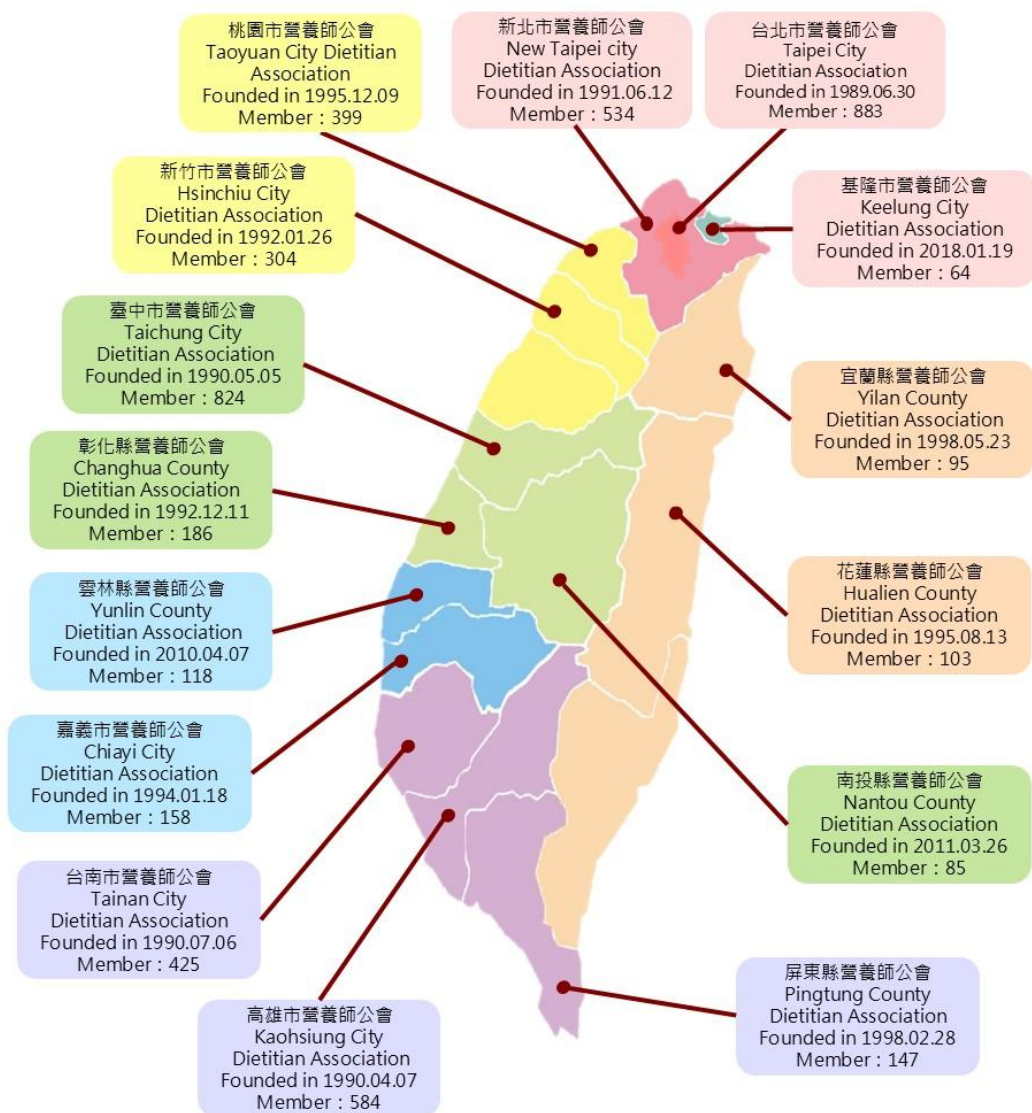 桃園市營養師公會
Taoyuan City Dietitian
Association
Founded in 1995.12.09
Member：399
新北市營養師公會
New Taipei city
Dietitian Association
Founded in 1991.06.12
Member：534
台北市營養師公會
Taipei City
Dietitian Association
Founded in 1989.06.30
Member：883
新竹市營養師公會
Hsinchiu City
Dietitian Association
Founded in 1992.01.26
Member：304
基隆市營養師公會
Keelung City
Dietitian Association
Founded in 2018.01.19
Member：64
臺中市營養師公會
Taichung City
Dietitian Association
Founded in 1990.05.05
Member：824
宜蘭縣營養師公會
Yilan County
Dietitian Association
Founded in 1998.05.23
Member：95
彰化縣營養師公會
Changhua County
Dietitian Association
Founded in 1992.12.11
Member：186
花蓮縣營養師公會
Hualien County
Dietitian Association
Founded in 1995.08.13
Member：103
雲林縣營養師公會
Yunlin County
Dietitian Association
Founded in 2010.04.07
Member：118
嘉義市營養師公會
Chiayi City
Dietitian Association
Founded in 1994.01.18
Member：158
南投縣營養師公會
Nantou County
Dietitian Association
Founded in 2011.03.26
Member：85
台南市營養師公會
Tainan City
Dietitian Association
Founded in 1990.07.06
Member：425
屏東縣營養師公會
Pingtung County
Dietitian Association
Founded in 1998.02.28
Member：147
高雄市營養師公會
Kaohsiung City
Dietitian Association
Founded in 1990.04.07
Member：584